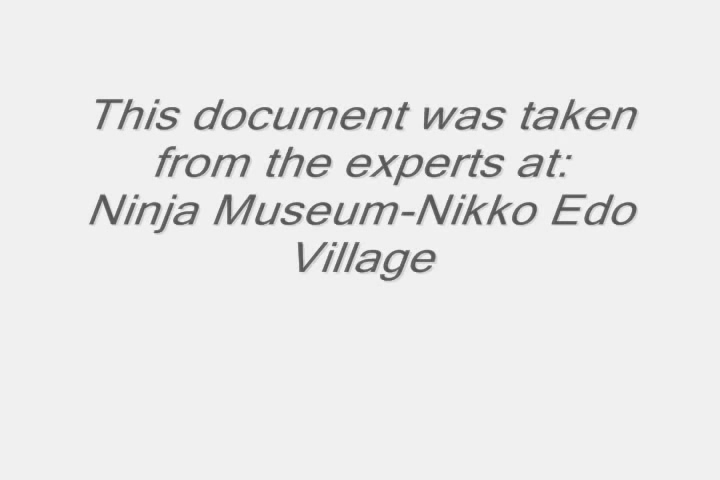 This document was taken
from the experts at:
Ninja Museum-Nikko Edo
Village